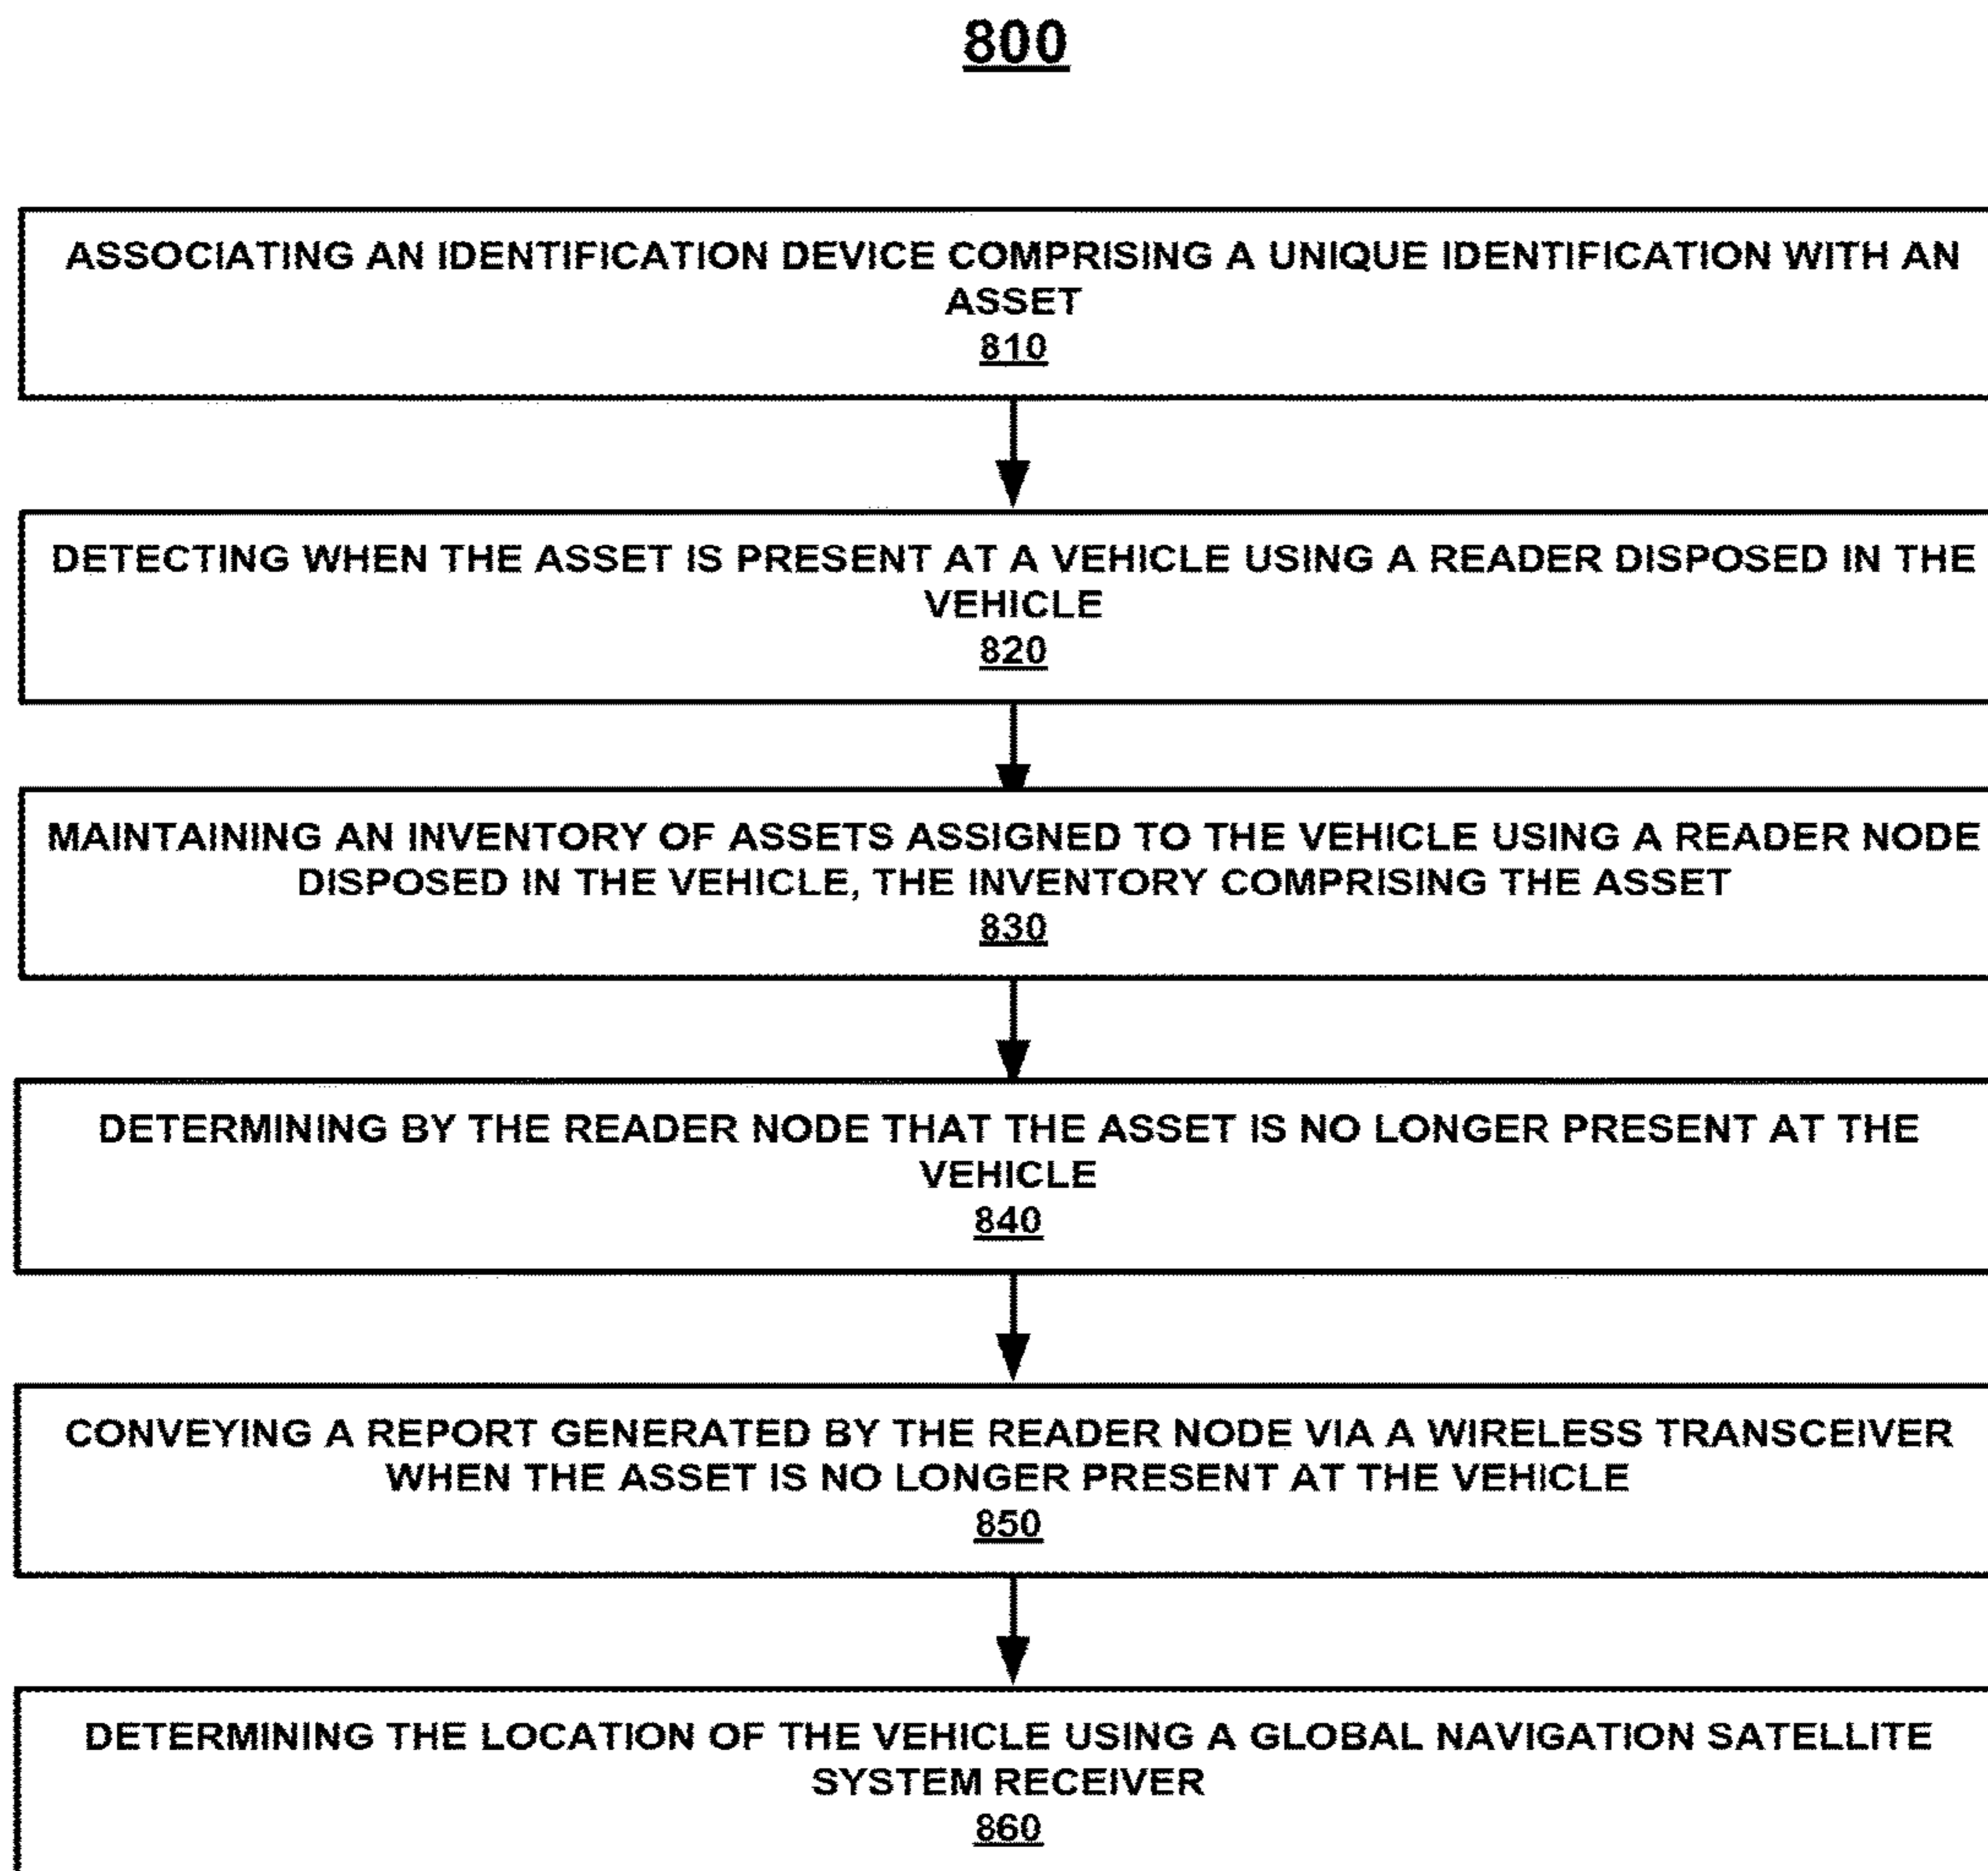 800
ASSOCIATING AN IDENTIFICATION DEVICE COMPRISING A UNIQUE IDENTIFICATION WITH AN
ASSET
810
DETECTING WHEN THE ASSET IS PRESENT AT A VEHICLE USING A READER DISPOSED IN THE
VEHICLE
820
MAINTAINING AN INVENTORY OF ASSETS ASSIGNED TO THE VEHICLE USING A READER NODE
DISPOSED IN THE VEHICLE, THE INVENTORY COMPRISING THE ASSET
830
DETERMINING BY THE READER NODE THAT THE ASSET IS NO LONGER PRESENT AT THE
VEHICLE
840
CONVEYING A REPORT GENERATED BY THE READER NODE VIA A WIRELESS TRANSCEIVER
WHEN THE ASSET IS NO LONGER PRESENT AT THE VEHICLE
850
DETERMINING THE LOCATION OF THE VEHICLE USING A GLOBAL NAVIGATION SATELLITE
SYSTEM RECEIVER
860